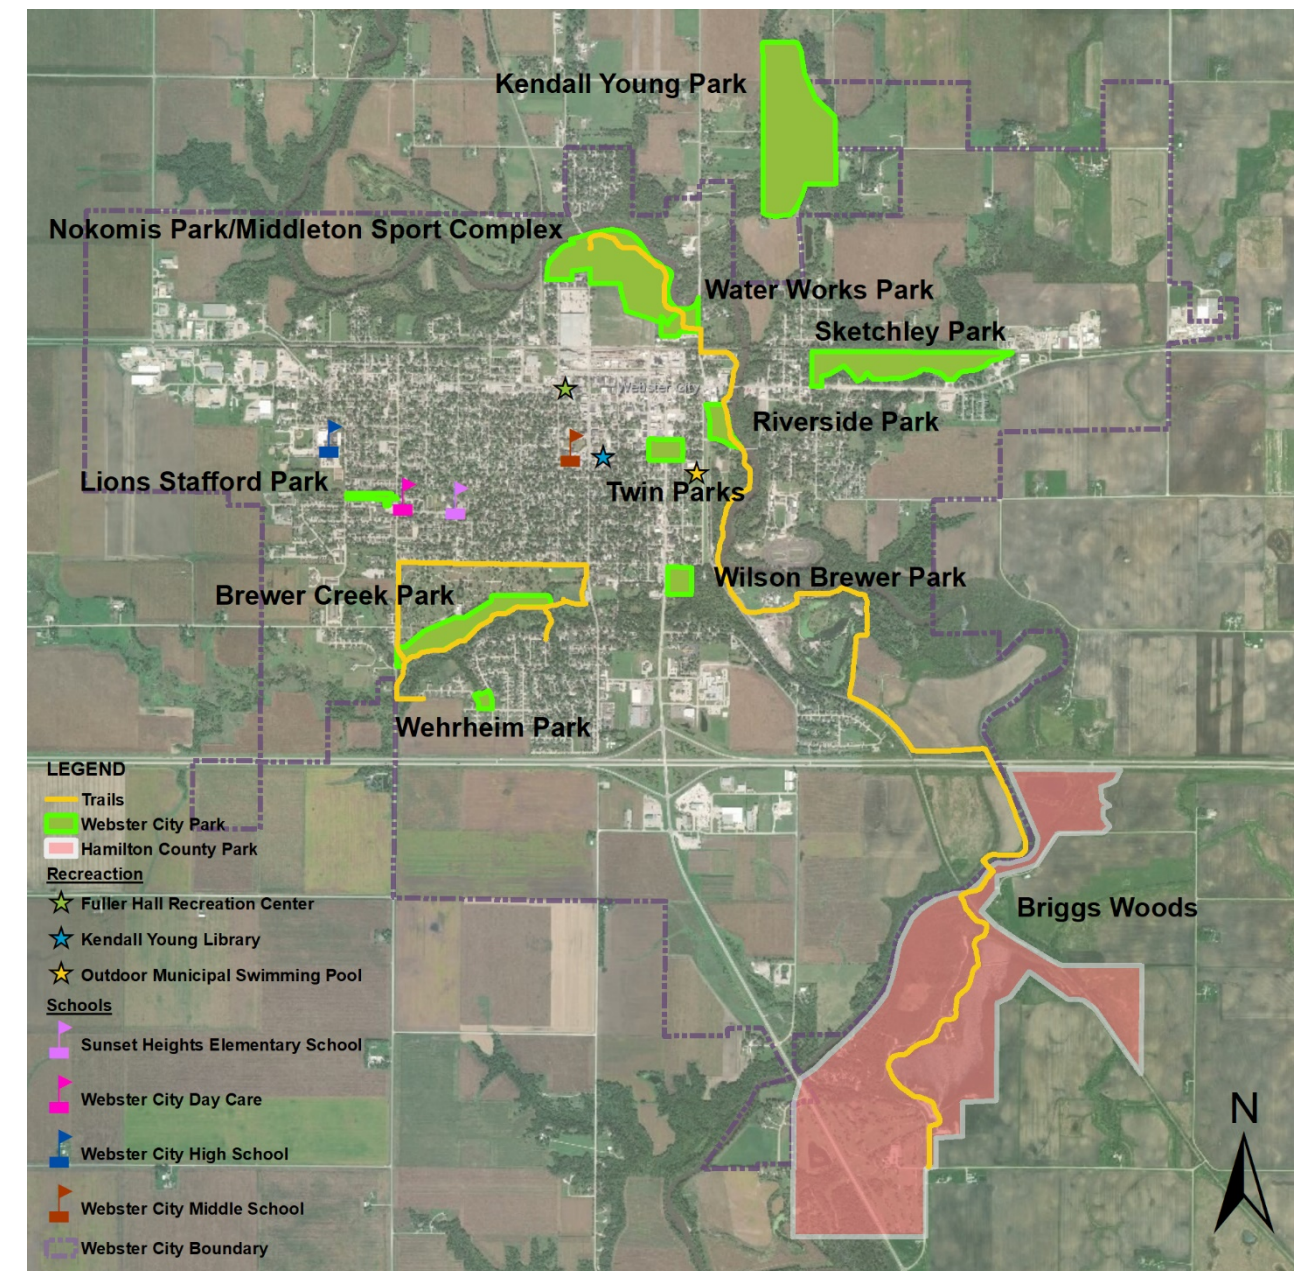 Kendall Young Park
Nokomis Park/Middleton Sport Complex
Water Works Park
Sketchley Park
Webster City
Riverside Park
Lions Stafford Park
Twin Parks
Wilson Brewer Park
Brewer Creek Park
Wehrheim Park
LEGEND
Trails
Webster City Park
Hamilton County Park
Recreaction
Fuller Hall Recreation Center
Kendall Young Library
Outdoor Municipal Swimming Pool
Schools
Sunset Heights Elementary School
Webster City Day Care
Webster City High School
Webster City Middle School
Webster City Boundary
Briggs Woods
N